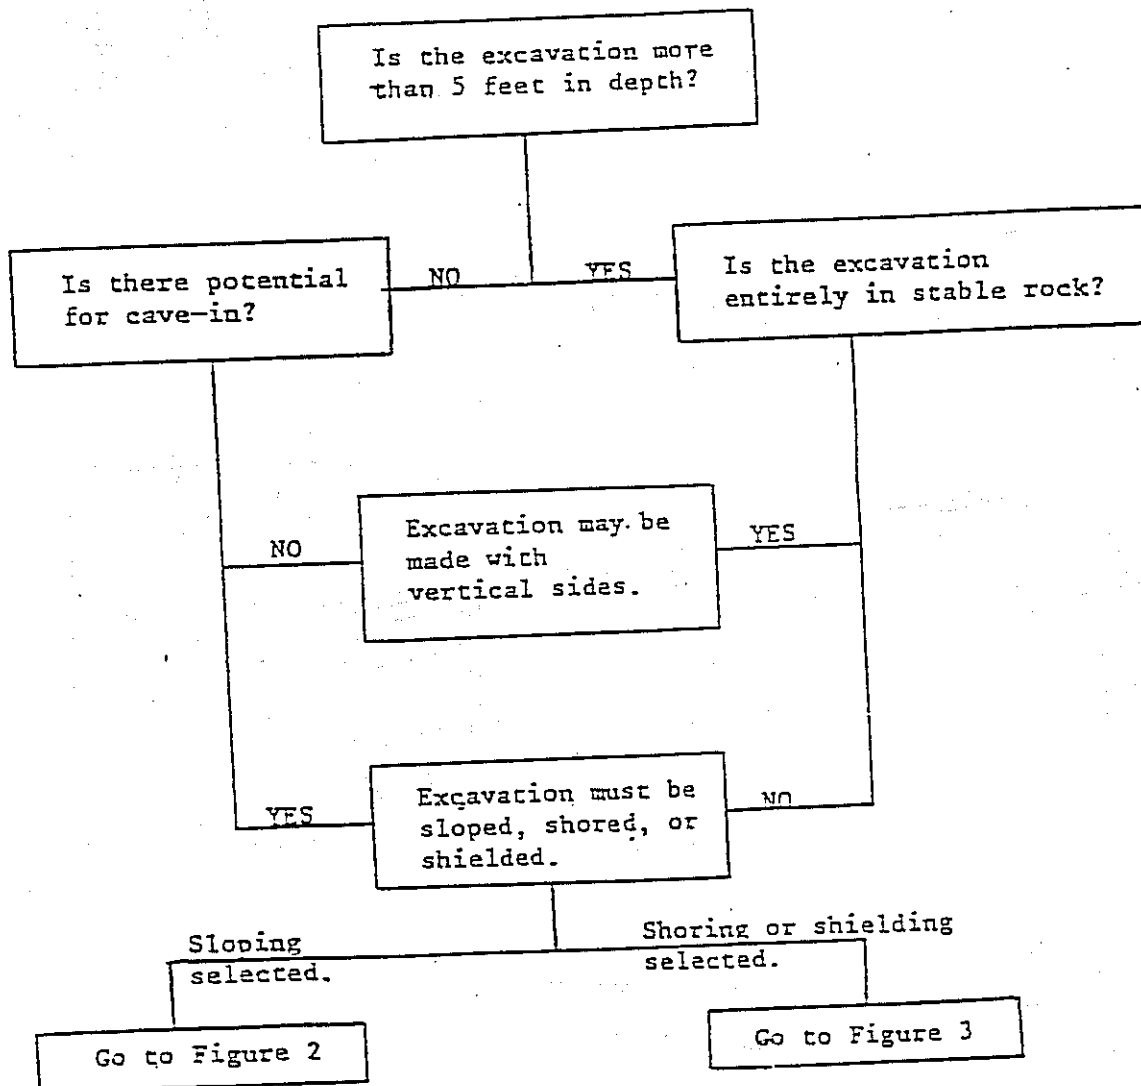 Is the excavation more
than 5 feet in depth?
Is there potential
for cave-in?
NO
YES
Is the excavation
entirely in stable rock?
NO
Excavation may be
made with
vertical sides.
YES
YES
Excavation must be
sloped, shored, or
shielded.
NO
Sloping
selected.
Shoring or shielding
selected.
Go to Figure 2
Go to Figure 3